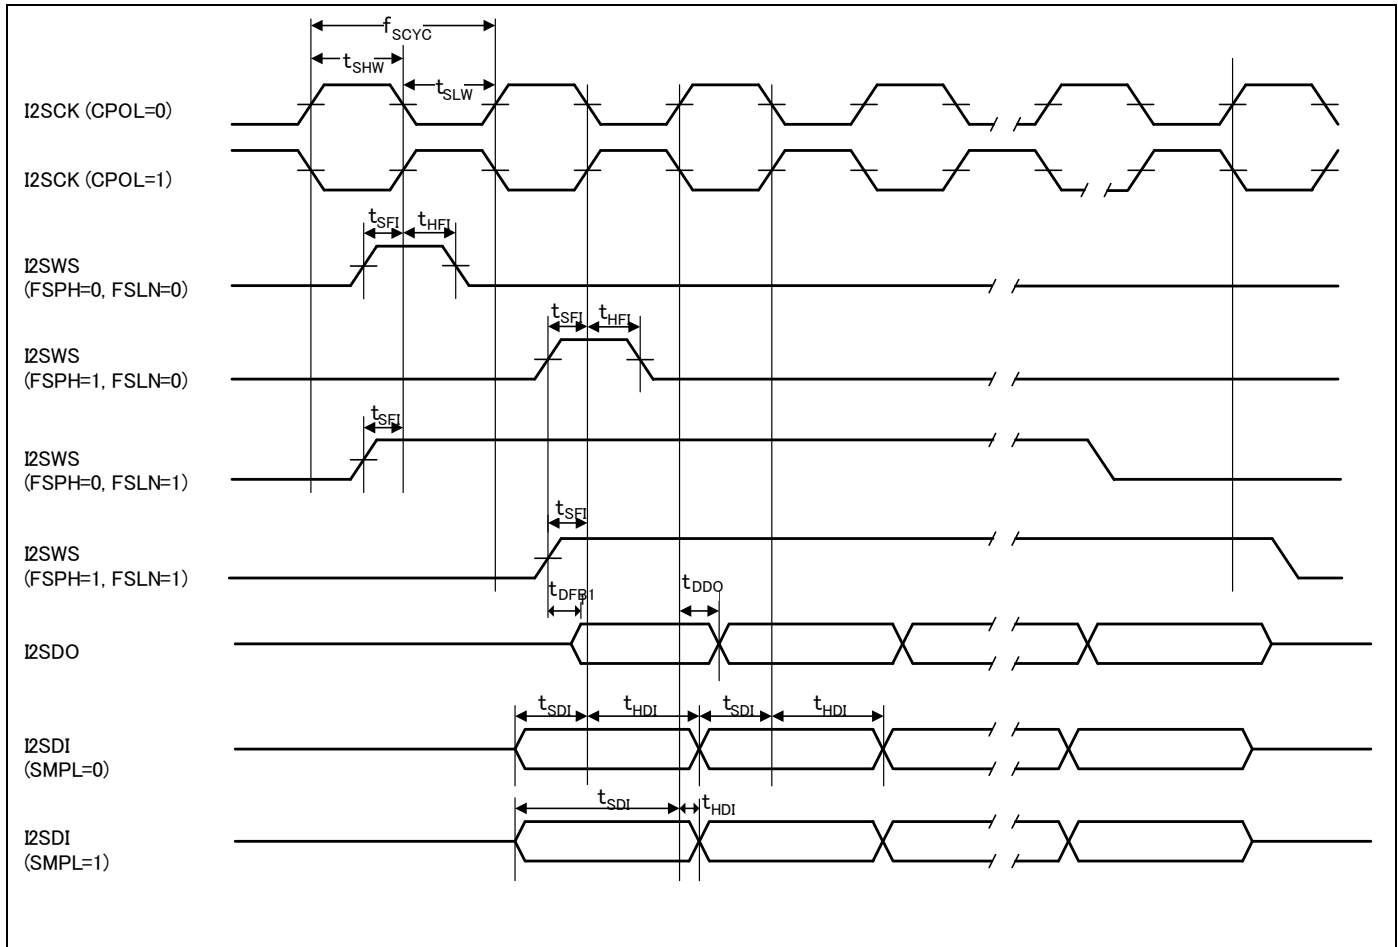 fSCYC
tSHW
tSLW
I2SCK (CPOL=0)
I2SCK (CPOL=1)
tSFI tHFI
I2SWS
(FSPH=0, FSLN=0)
tSFI tHFI
I2SWS
(FSPH=1, FSLN=0)
tSFI
I2SWS
(FSPH=0, FSLN=1)
tSFI
I2SWS
(FSPH=1, FSLN=1)
tDFB1 tDDO
I2SDO
tSDI tHDI tSDI tHDI
I2SDI
(SMPL=0)
tSDI tHDI
I2SDI
(SMPL=1)